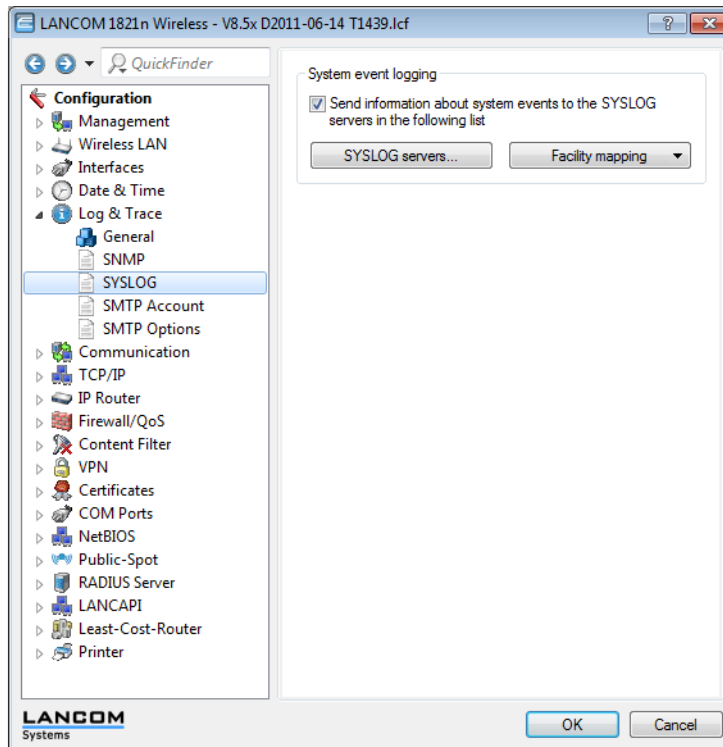 LANCOM 1821n Wireless - V8.5x D2011-06-14 T1439.lcf
?
QuickFinder
Configuration
Management
Wireless LAN
Interfaces
Date & Time
Log & Trace
General
SNMP
SYSLOG
SMTP Account
SMTP Options
Communication
TCP/IP
IP Router
Firewall/QoS
Content Filter
VPN
Certificates
COM Ports
NetBIOS
Public-Spot
RADIUS Server
LANCAPI
Least-Cost-Router
Printer
System event logging
Send information about system events to the SYSLOG
servers in the following list
SYSLOG servers...
Facility mapping
LANCOM
Systems
OK
Cancel